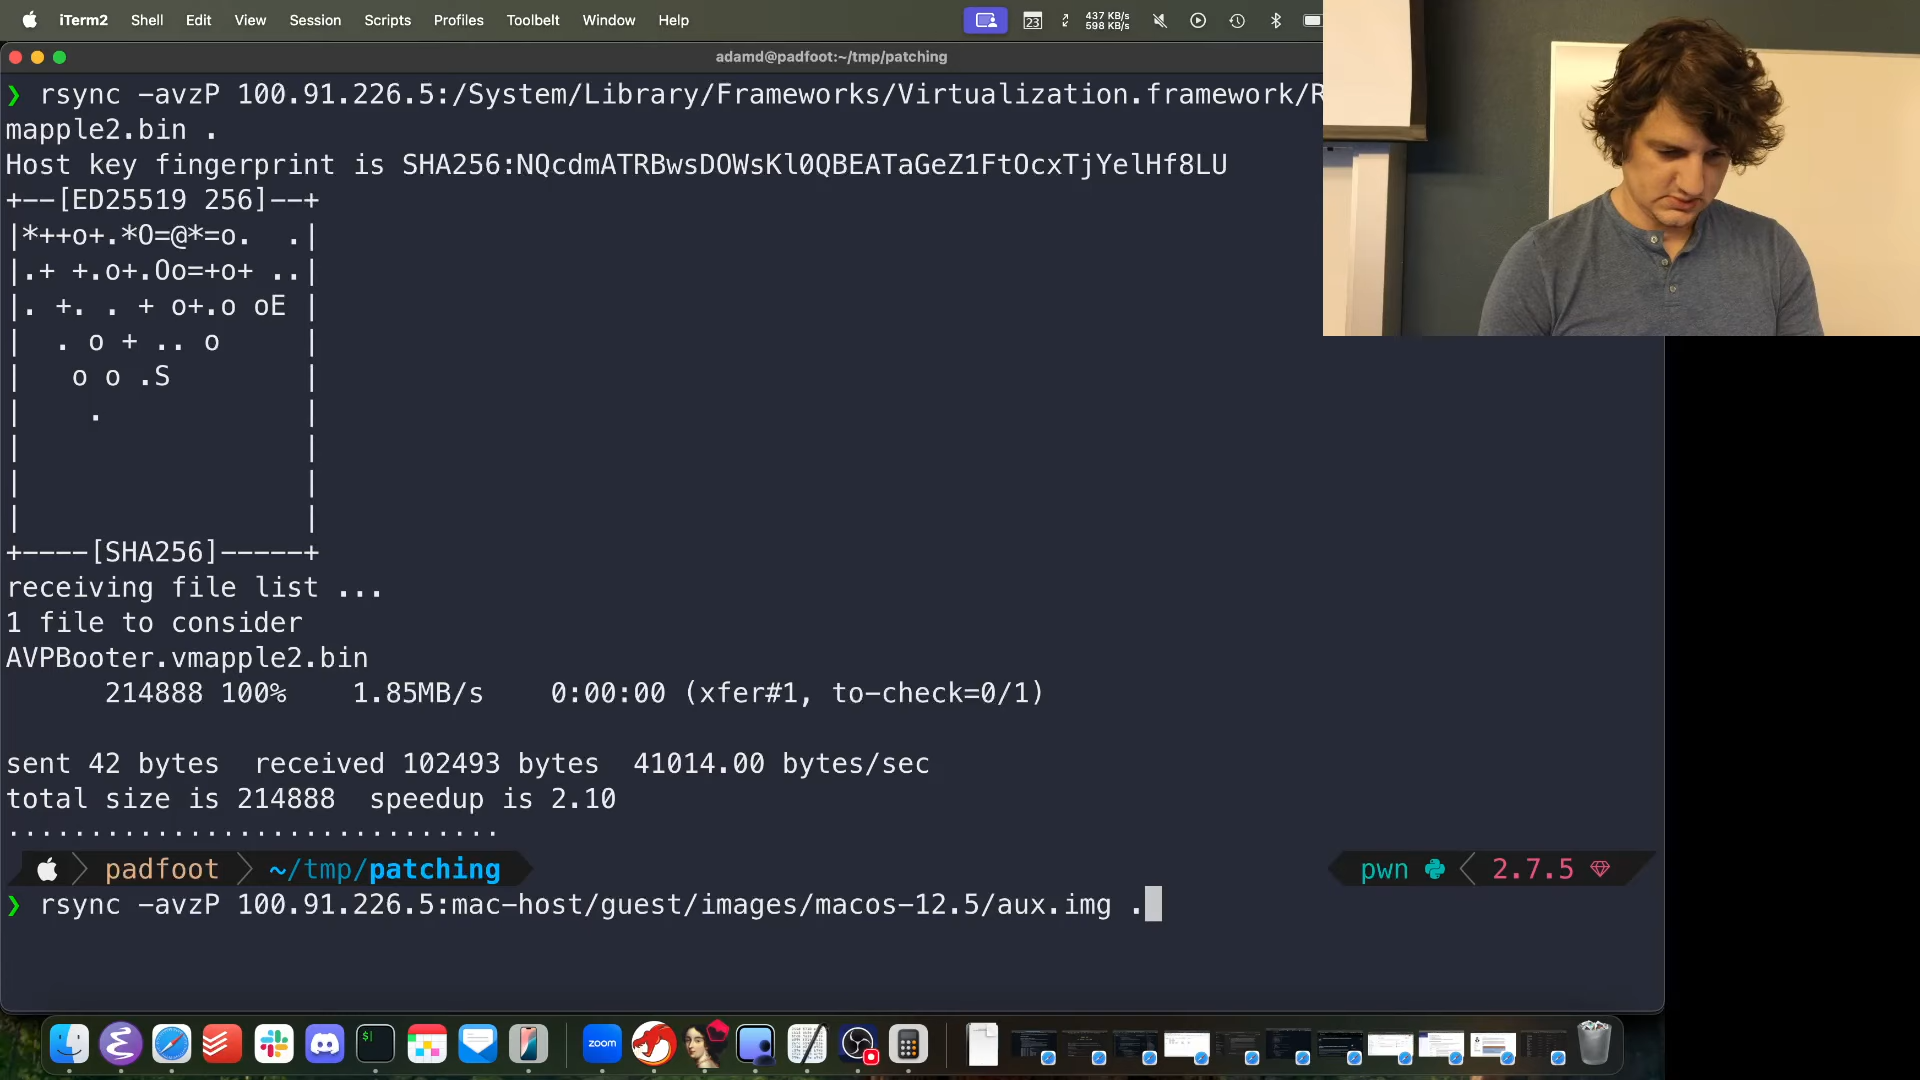 iTerm2 Shell Edit View Session Scripts Profiles Toolbelt Window Help 23 437 KB/s
598 KB/s
adamd@padfoot:~/tmp/patching
❯ rsync -avzP 100.91.226.5:/System/Library/Frameworks/Virtualization.framework/R
mapple2.bin .
Host key fingerprint is SHA256:NQcdmATRBwsDOWsKl0QBEATaGeZ1FtOcxTjYelHf8LU
+--[ED25519 256]--+
|*++o+.*O=@*=o.  .|
|.+ +.o+.Oo=+o+ ..|
|. +. . + o+.o oE |
|  . o + .. o     |
|   o o .S        |
|    .            |
|                 |
|                 |
|                 |
+----[SHA256]-----+
receiving file list ...
1 file to consider
AVPBooter.vmapple2.bin
      214888 100%    1.85MB/s    0:00:00 (xfer#1, to-check=0/1)
sent 42 bytes  received 102493 bytes  41014.00 bytes/sec
total size is 214888  speedup is 2.10
..............................
padfoot ~/tmp/patching pwn 2.7.5
❯ rsync -avzP 100.91.226.5:mac-host/guest/images/macos-12.5/aux.img .
zoom